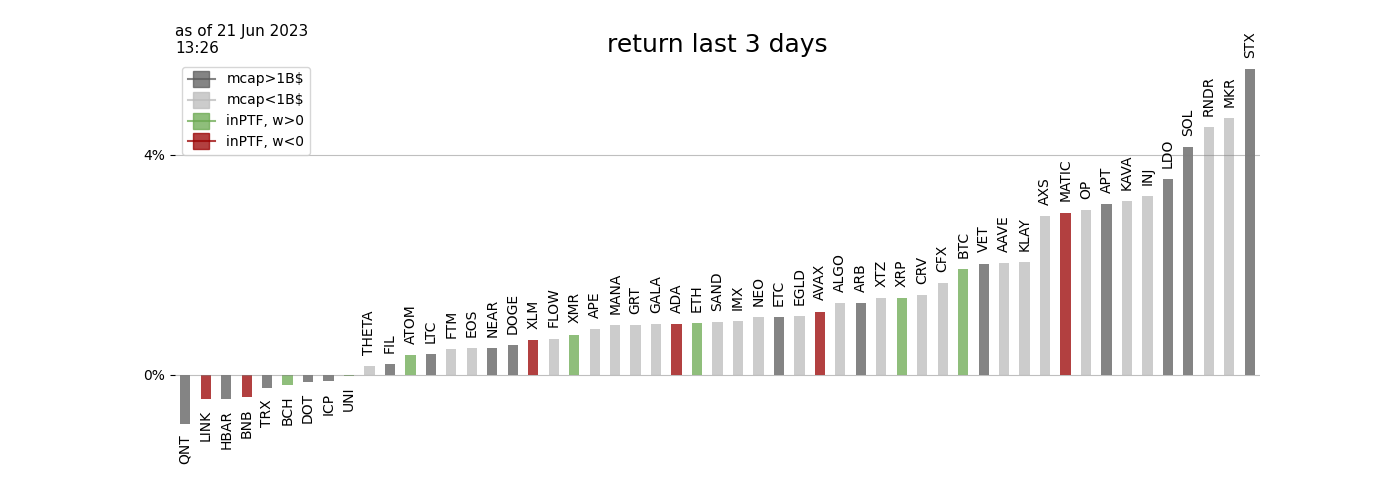 as of 21 Jun 2023
13:26
return last 3 days
mcap>1B$
mcap<1B$
inPTF, w>0
inPTF, w<0
4%
0%
QNT
LINK
HBAR
BNB
TRX
BCH
DOT
ICP
UNI
THETA
FIL
ATOM
LTC
FTM
EOS
NEAR
DOGE
XLM
FLOW
XMR
APE
MANA
GRT
GALA
ADA
ETH
SAND
IMX
NEO
ETC
EGLD
AVAX
ALGO
ARB
XTZ
XRP
CRV
CFX
BTC
VET
AAVE
KLAY
AXS
MATIC
OP
APT
KAVA
INJ
LDO
SOL
RNDR
MKR
STX